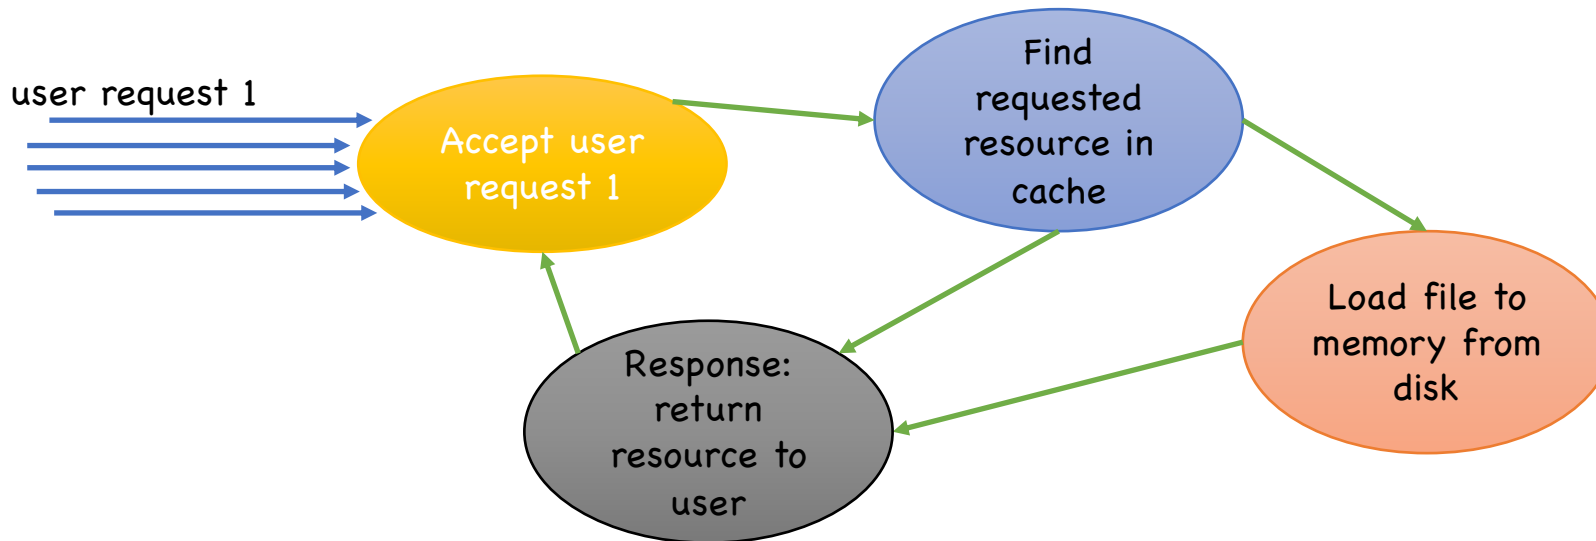 user request 1
Accept user
request 1
Find
requested
resource in
cache
Load file to
memory from
disk
Response:
return
resource to
user